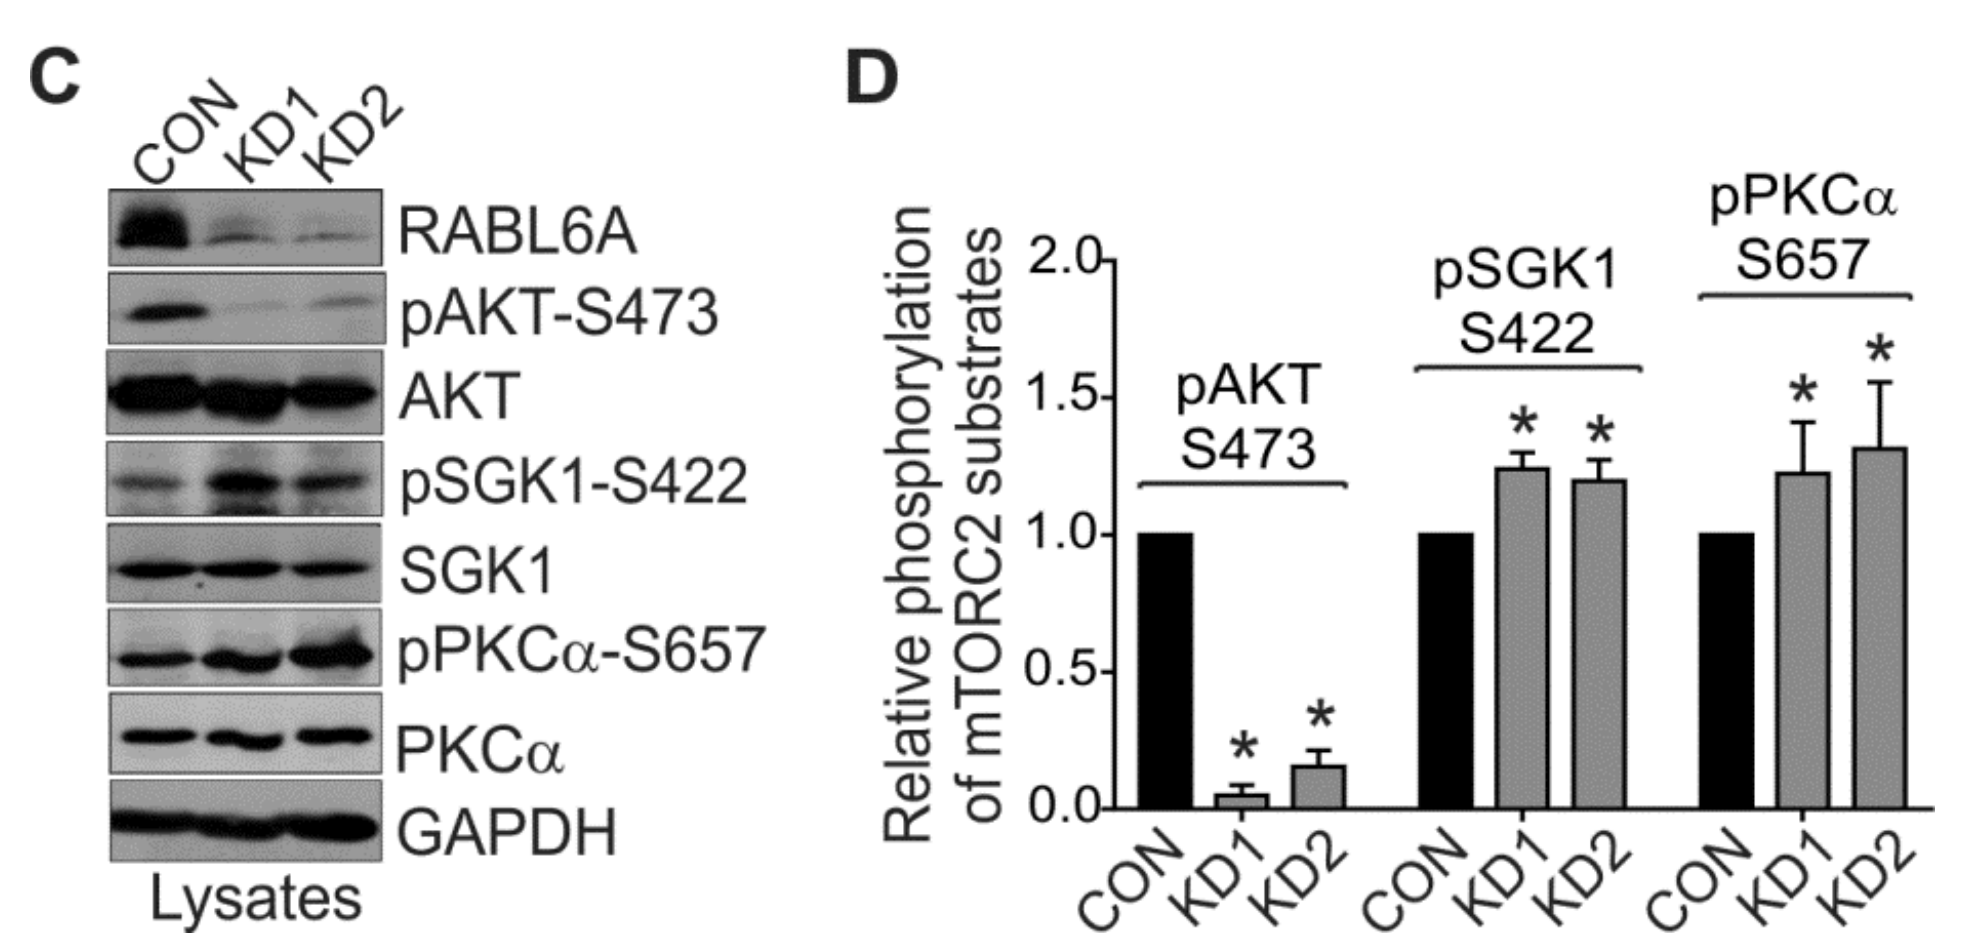 C
CON KD1 KD2
RABL6A
pAKT-S473
AKT
pSGK1-S422
SGK1
pPKCα-S657
PKCα
GAPDH
Lysates
D
Relative phosphorylation
of mTORC2 substrates
2.0
1.5
1.0
0.5
0.0
pAKT
S473
* *
pSGK1
S422
* *
pPKCα
S657
* *
CON KD1 KD2 CON KD1 KD2 CON KD1 KD2